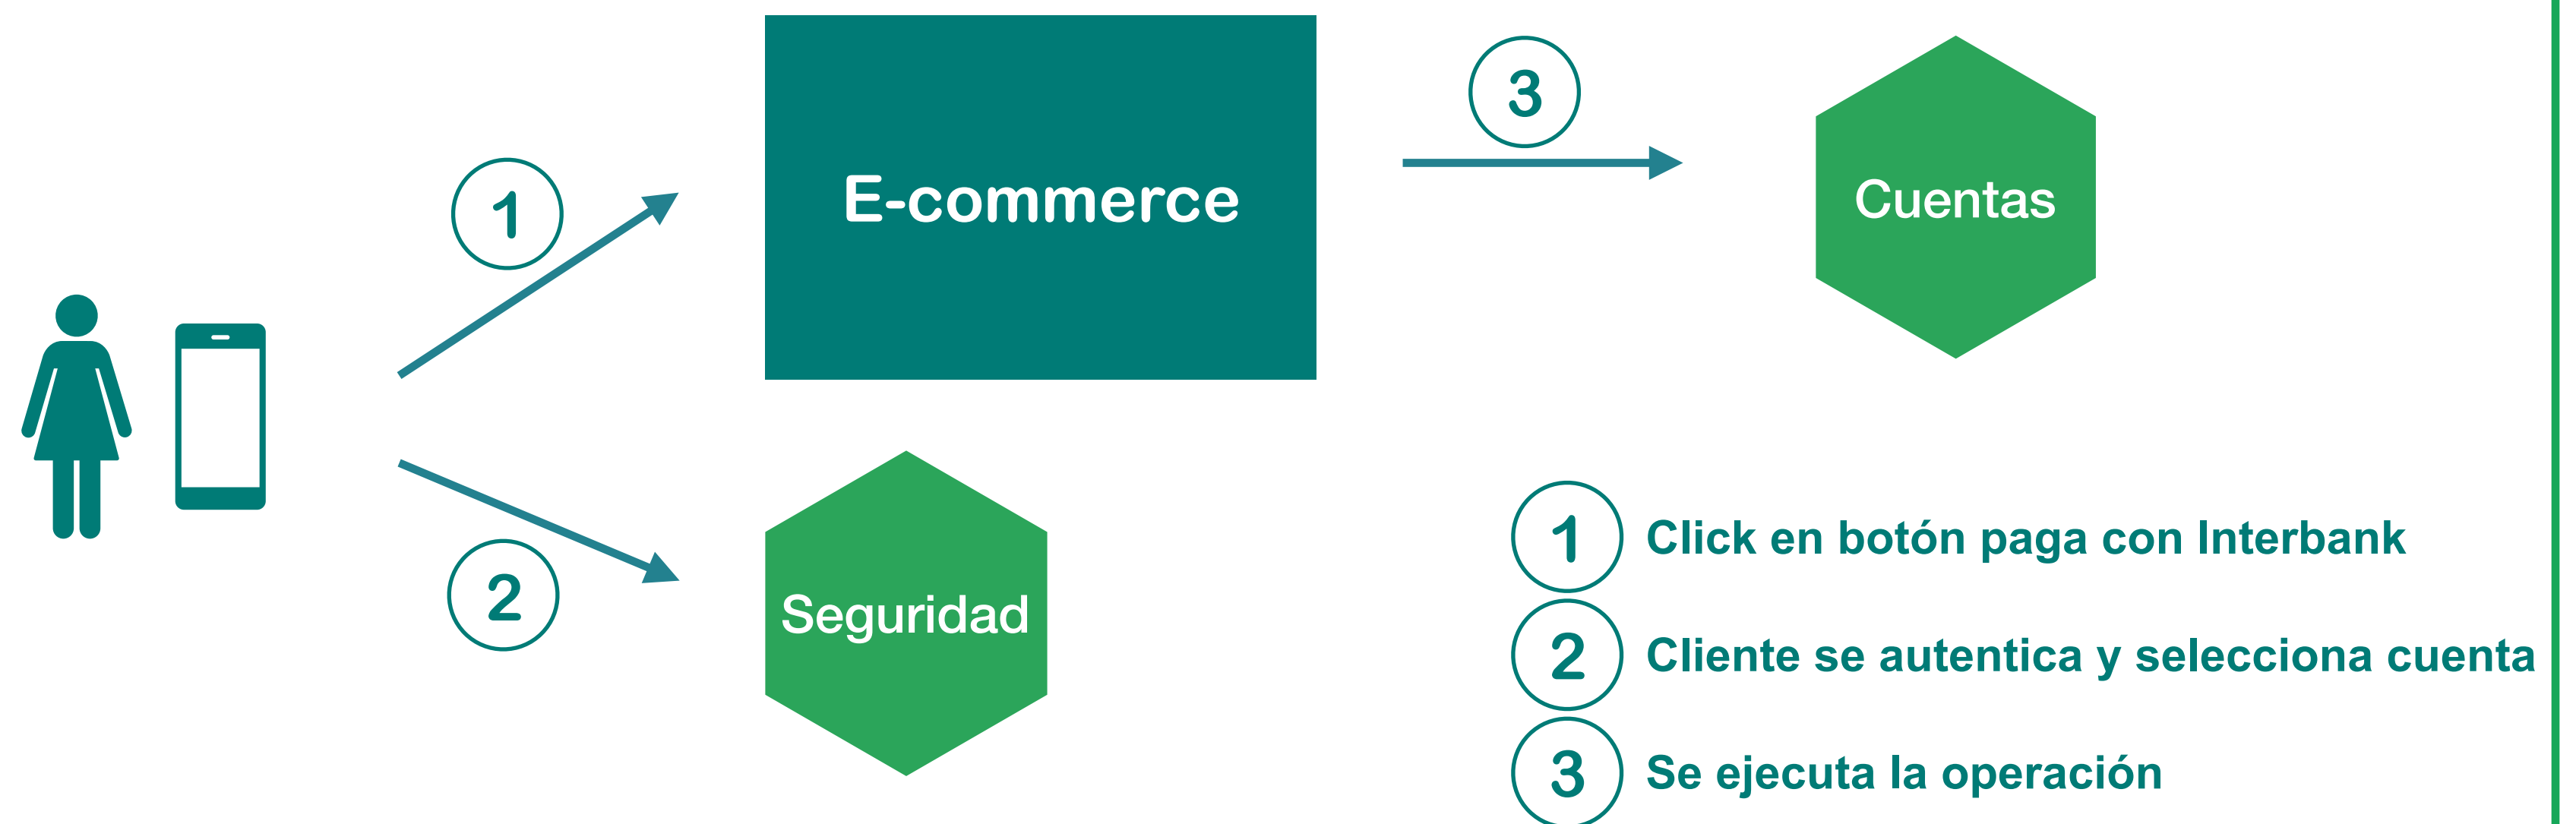 1
E-commerce
3
Cuentas
2
Seguridad
1 Click en botón paga con Interbank
2 Cliente se autentica y selecciona cuenta
3 Se ejecuta la operación